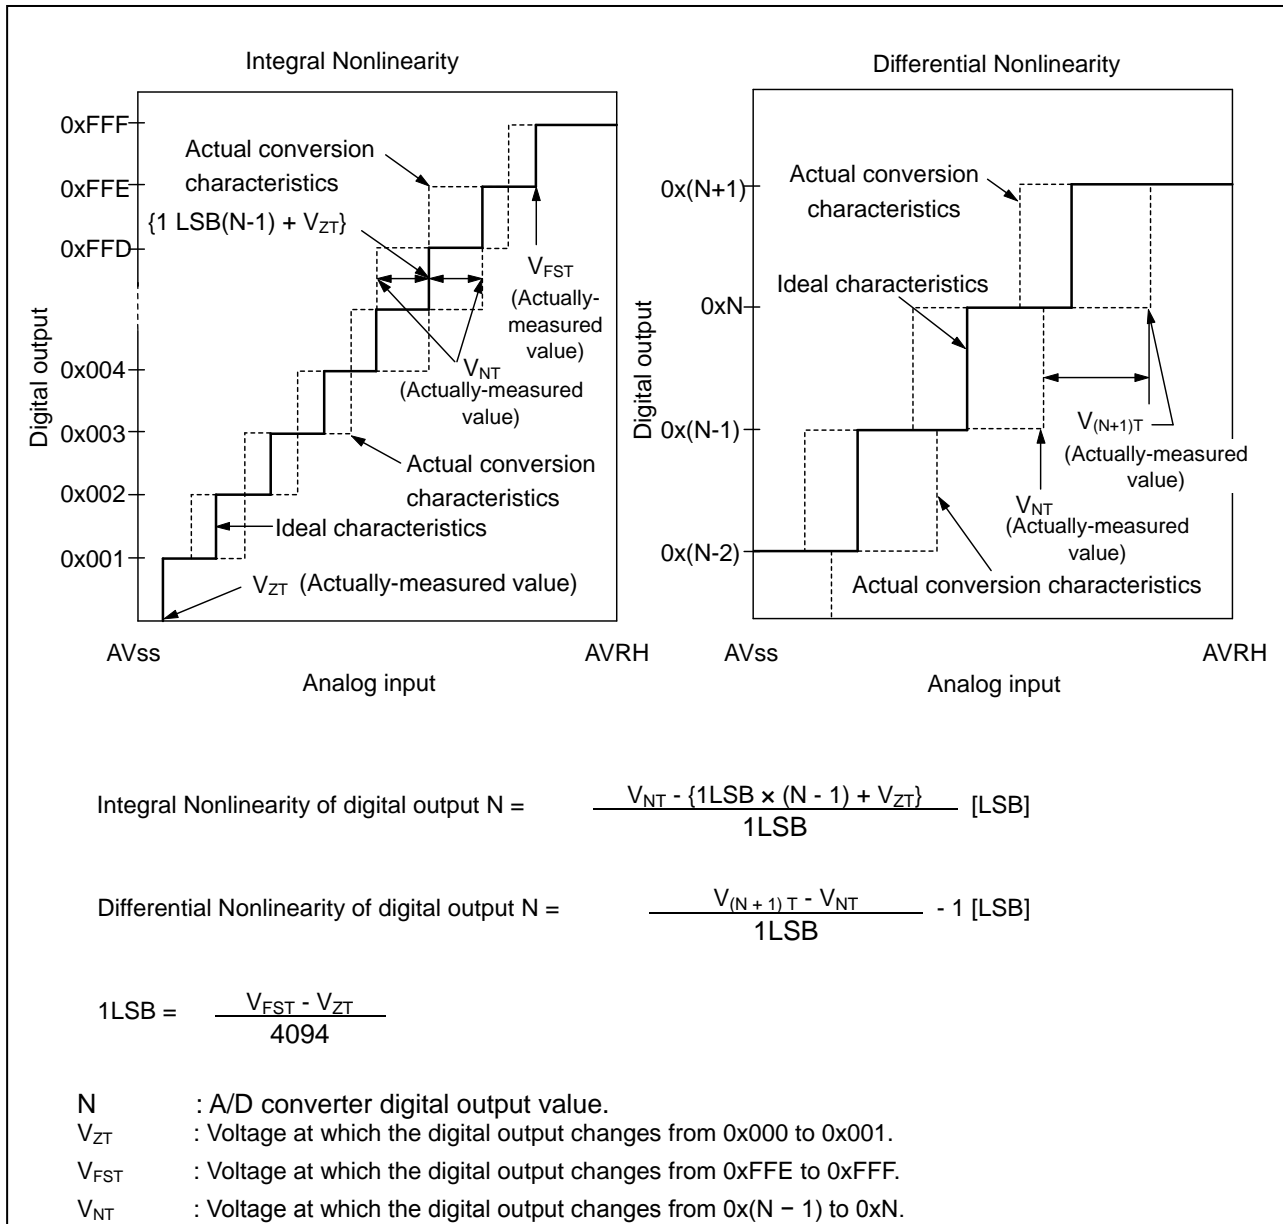 Integral Nonlinearity
0xFFF
0xFFE
0xFFD
0x004
0x003
0x002
0x001
Digital output
Actual conversion
characteristics
{1 LSB(N-1) + VZT}
VFST
(Actually-
measured
value)
VNT
(Actually-measured
value)
Actual conversion
characteristics
Ideal characteristics
VZT (Actually-measured value)
AVss
AVRH
Analog input
Differential Nonlinearity
0x(N+1)
0xN
0x(N-1)
0x(N-2)
Digital output
Actual conversion
characteristics
Ideal characteristics
V(N+1)T
(Actually-measured
value)
VNT
(Actually-measured
value)
Actual conversion characteristics
AVss
AVRH
Analog input
Integral Nonlinearity of digital output N =
VNT - {1LSB × (N - 1) + VZT}
1LSB
[LSB]
Differential Nonlinearity of digital output N =
V(N + 1) T - VNT
1LSB
- 1 [LSB]
1LSB =
VFST - VZT
4094
N : A/D converter digital output value.
VZT : Voltage at which the digital output changes from 0x000 to 0x001.
VFST : Voltage at which the digital output changes from 0xFFE to 0xFFF.
VNT : Voltage at which the digital output changes from 0x(N − 1) to 0xN.